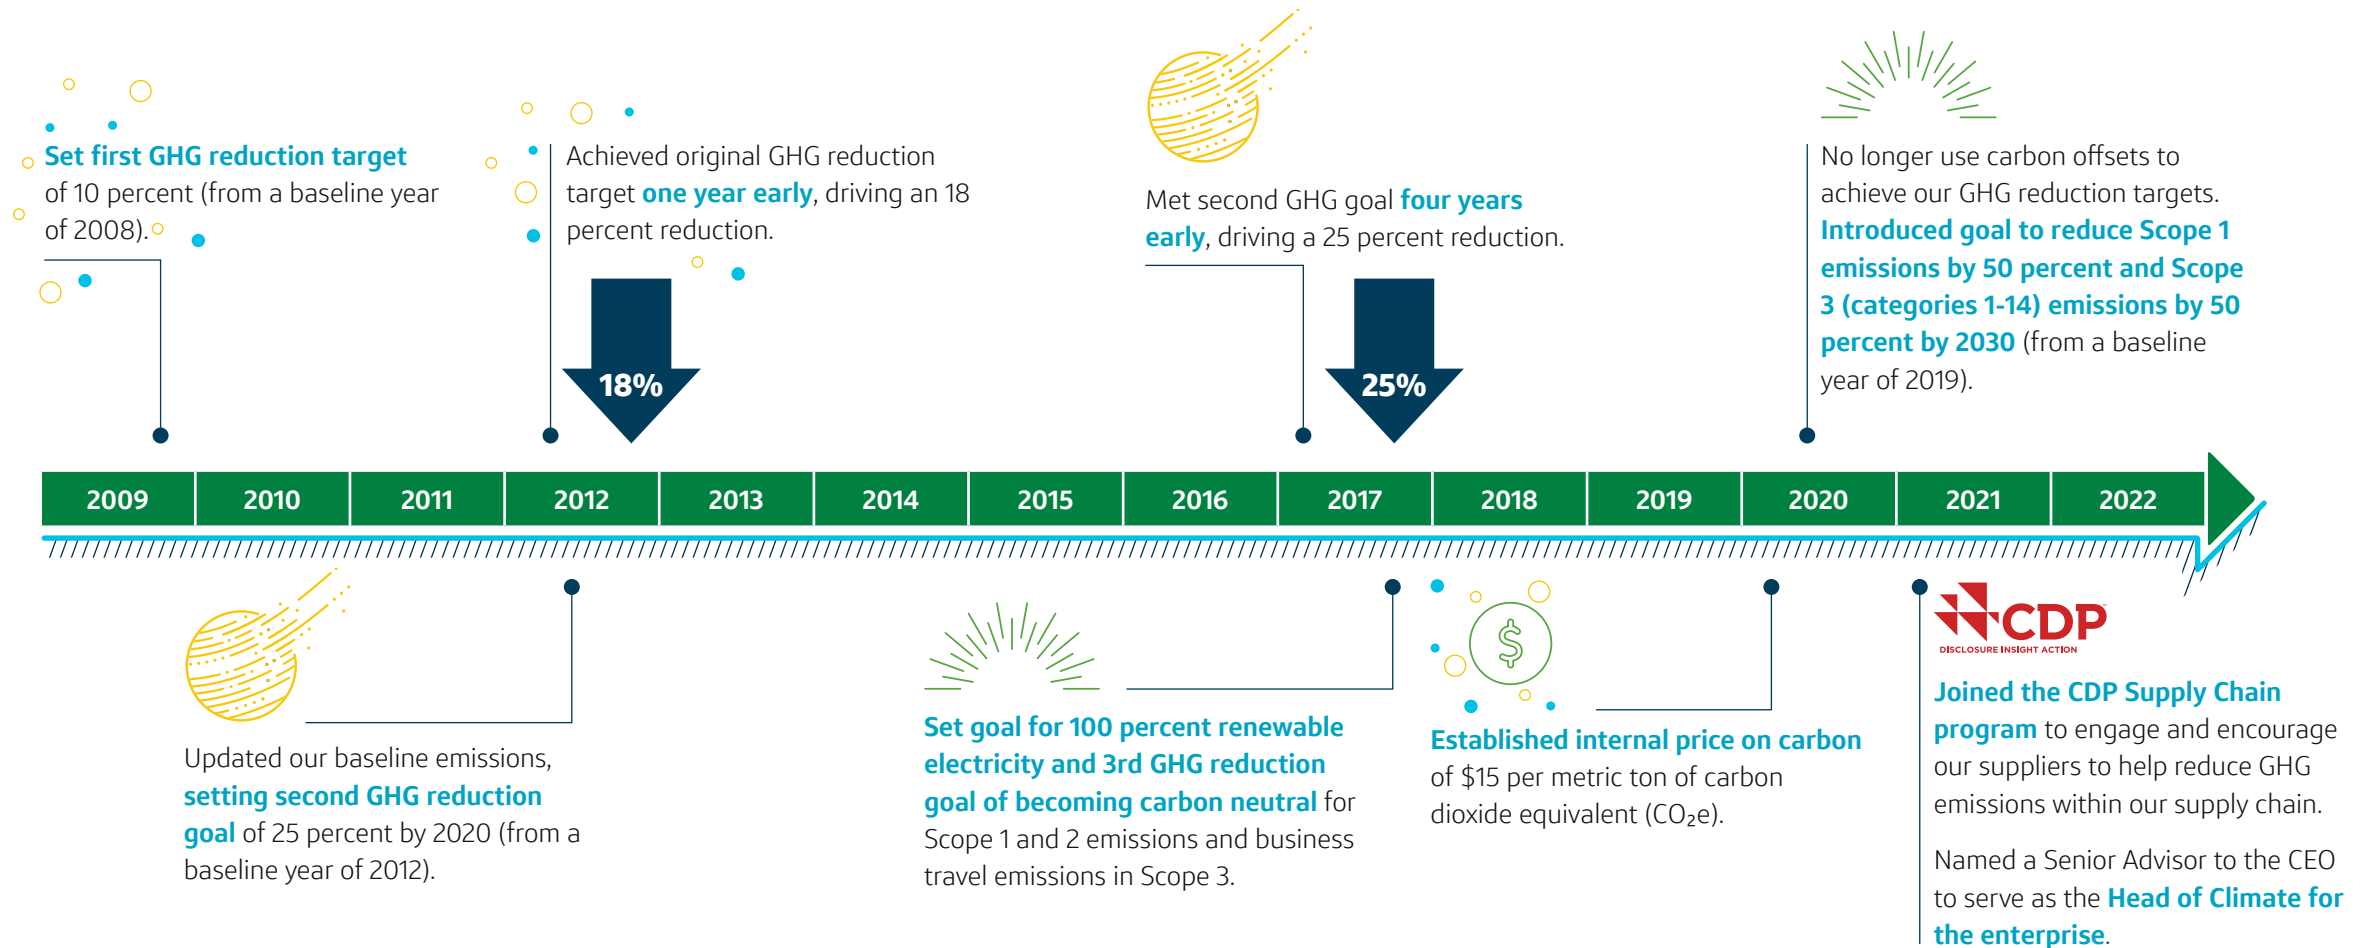 Set first GHG reduction target
of 10 percent (from a baseline year
of 2008).
Achieved original GHG reduction
target one year early, driving an 18
percent reduction.
18%
Met second GHG goal four years
early, driving a 25 percent reduction.
25%
No longer use carbon offsets to
achieve our GHG reduction targets.
Introduced goal to reduce Scope 1
emissions by 50 percent and Scope
3 (categories 1-14) emissions by 50
percent by 2030 (from a baseline
year of 2019).
2009 2010 2011 2012 2013 2014 2015 2016 2017 2018 2019 2020 2021 2022
Updated our baseline emissions,
setting second GHG reduction
goal of 25 percent by 2020 (from a
baseline year of 2012).
Set goal for 100 percent renewable
electricity and 3rd GHG reduction
goal of becoming carbon neutral for
Scope 1 and 2 emissions and business
travel emissions in Scope 3.
$
Established internal price on carbon
of $15 per metric ton of carbon
dioxide equivalent (CO₂e).
CDP
DISCLOSURE INSIGHT ACTION
Joined the CDP Supply Chain
program to engage and encourage
our suppliers to help reduce GHG
emissions within our supply chain.
Named a Senior Advisor to the CEO
to serve as the Head of Climate for
the enterprise.